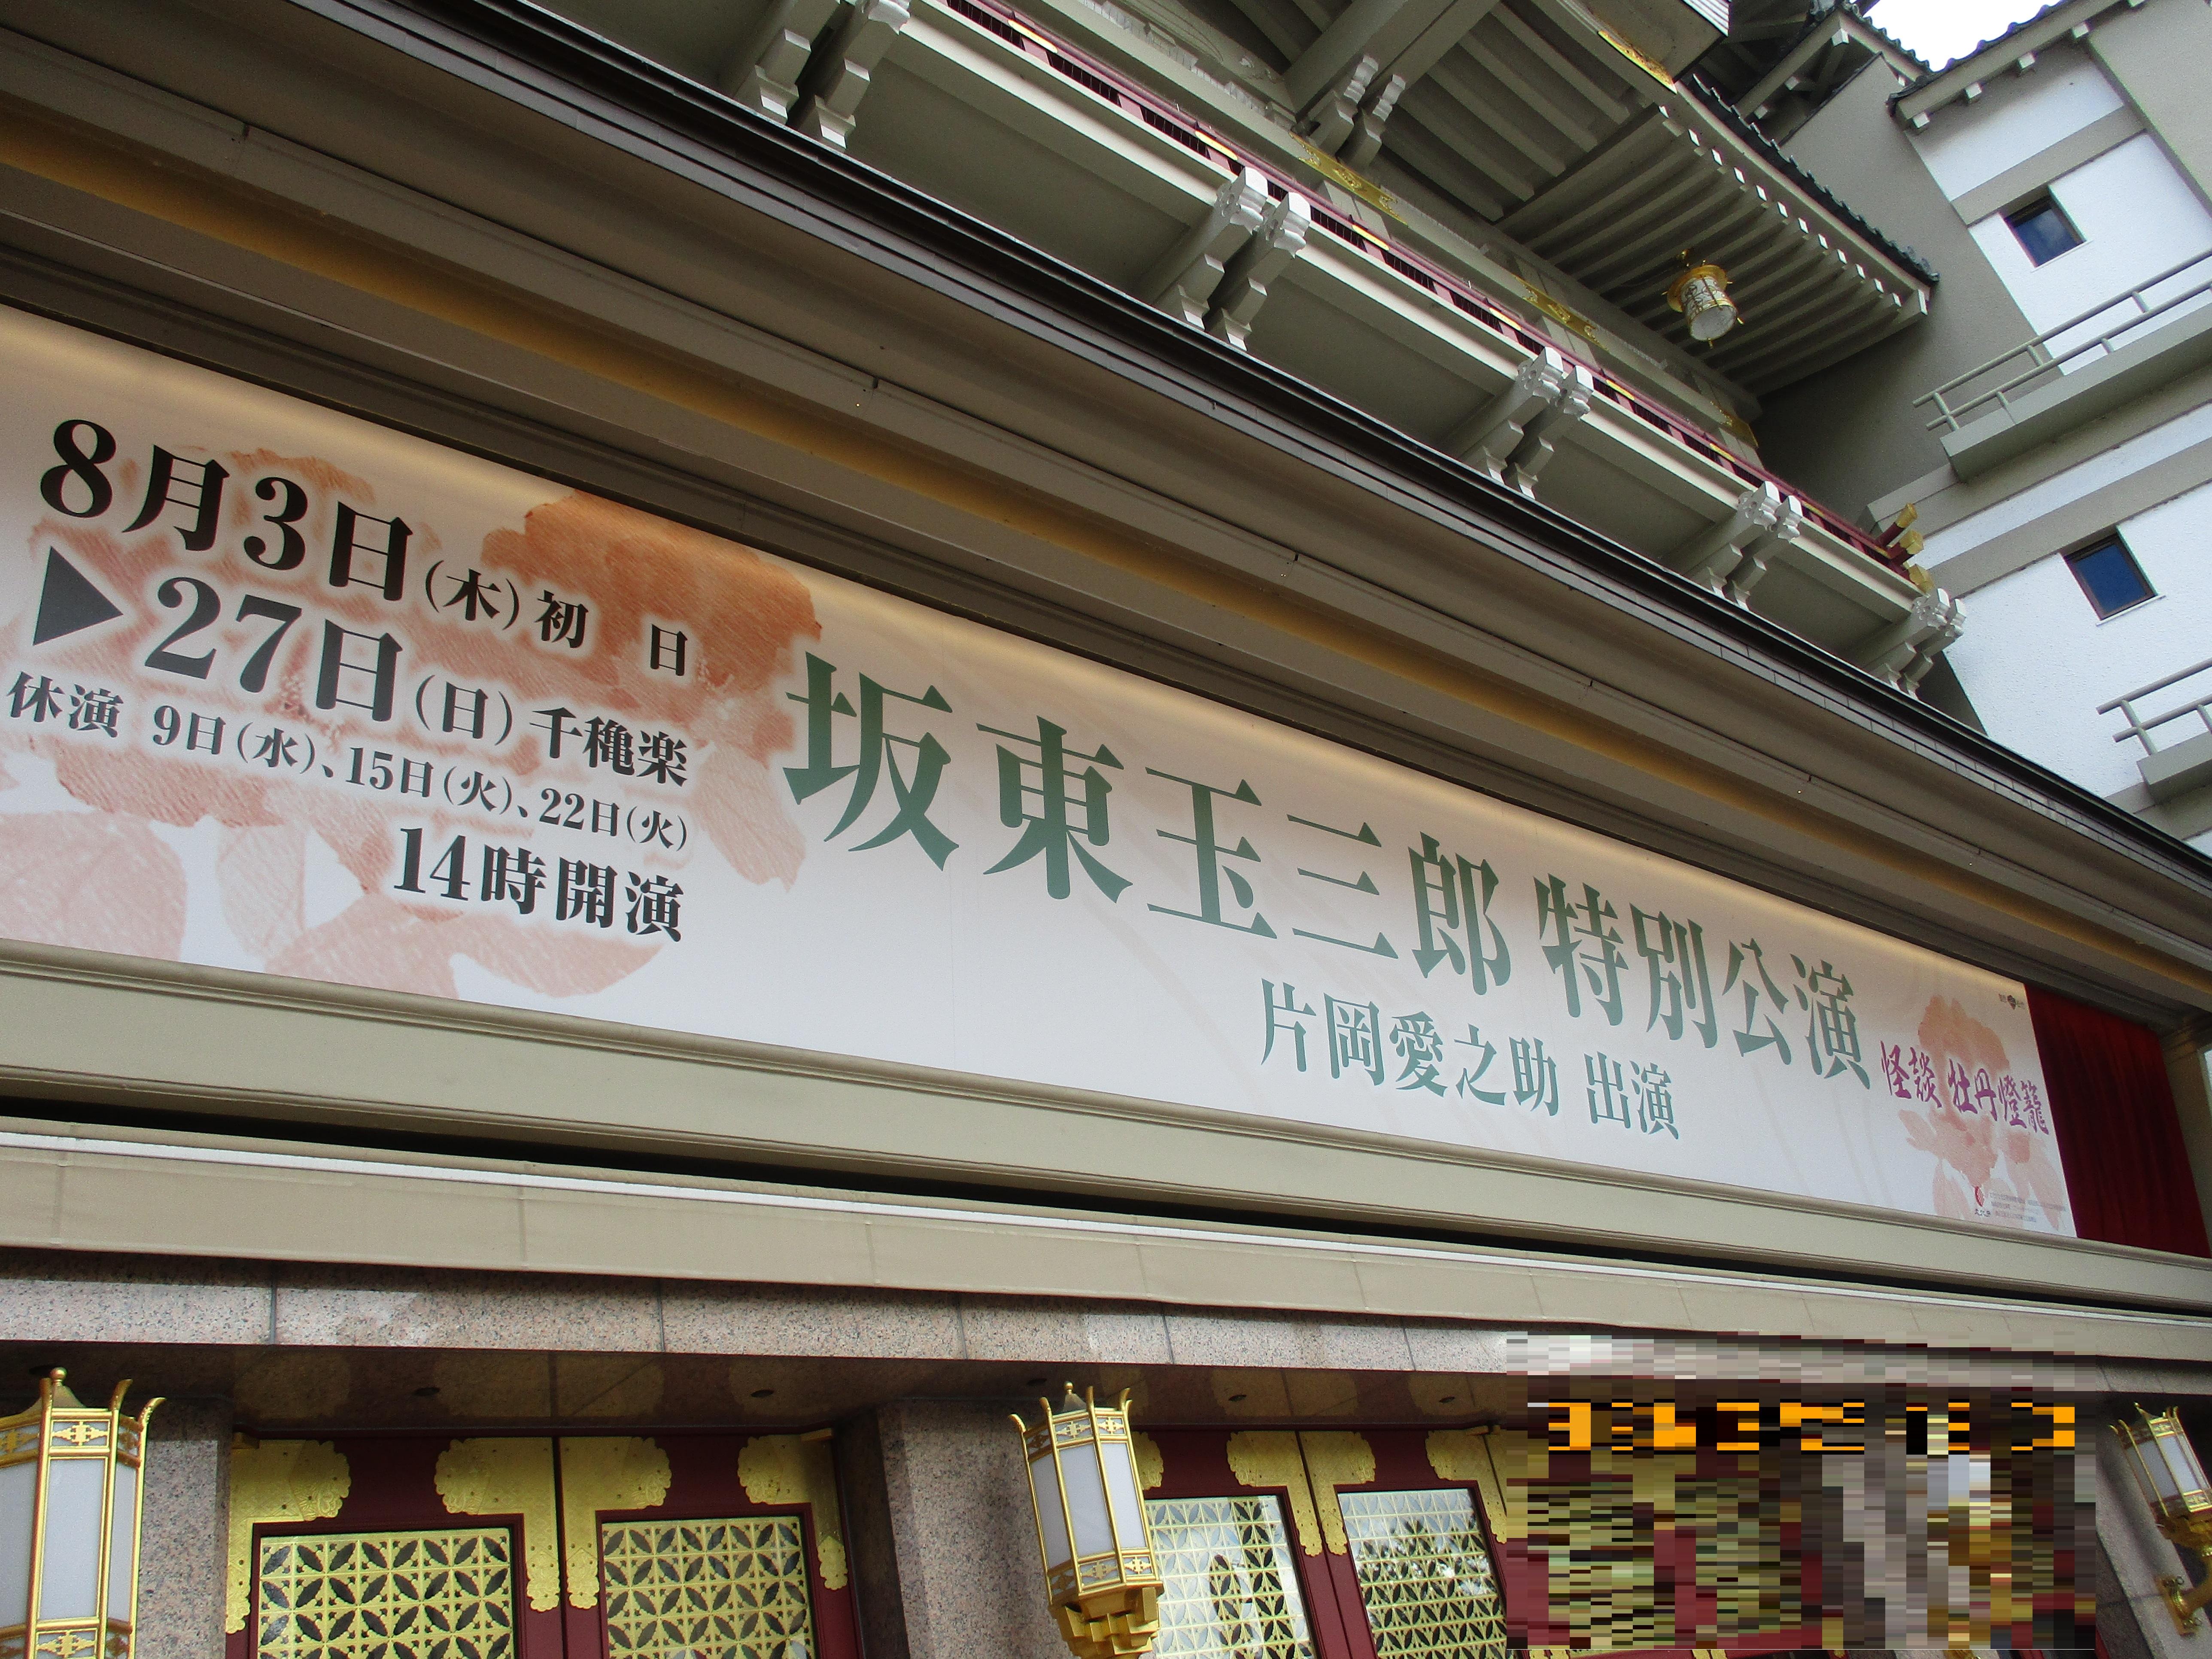 8月3日(木)初　日
▶27日(日)千穐楽
休演 9日(水)、15日(火)、22日(火)
14時開演
坂東玉三郎 特別公演
片岡愛之助 出演
怪談 牡丹燈籠